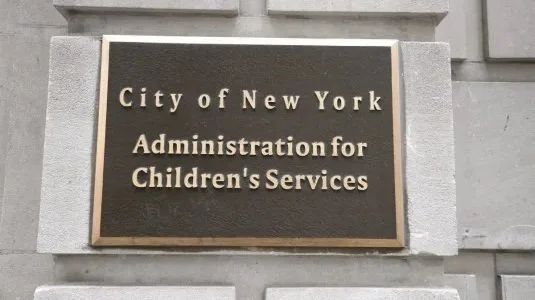 City of New York
Administration for
Children's Services